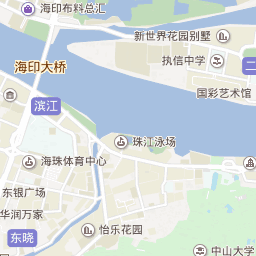 海印布料总汇
新世界花园别墅
执信中学
海印大桥
二
国彩艺术馆
滨江
珠江泳场
海珠体育中心
东银广场
华润万家
怡乐花园
东晓
中山大学